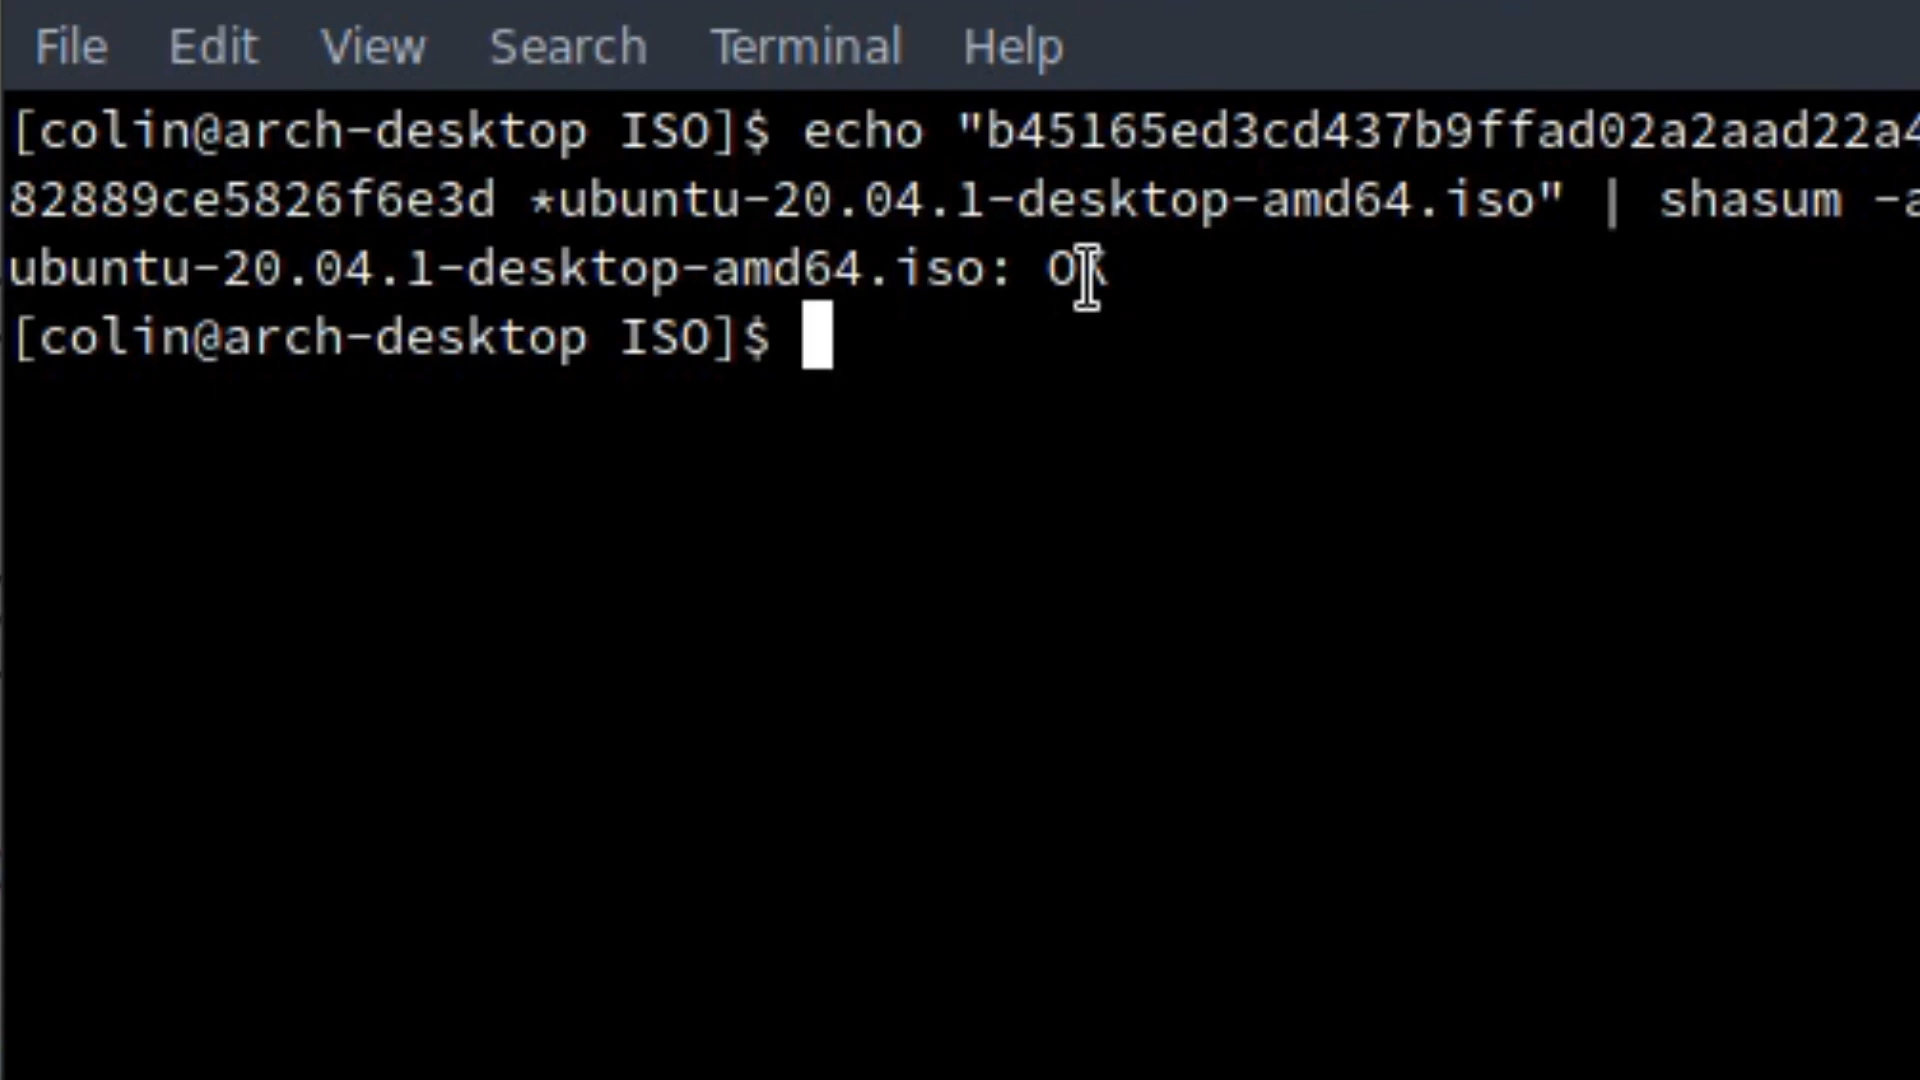 File Edit View Search Terminal Help
[colin@arch-desktop ISO]$ echo "b45165ed3cd437b9ffad02a2aad22a4
82889ce5826f6e3d *ubuntu-20.04.1-desktop-amd64.iso" | shasum -a
ubuntu-20.04.1-desktop-amd64.iso: OK
[colin@arch-desktop ISO]$